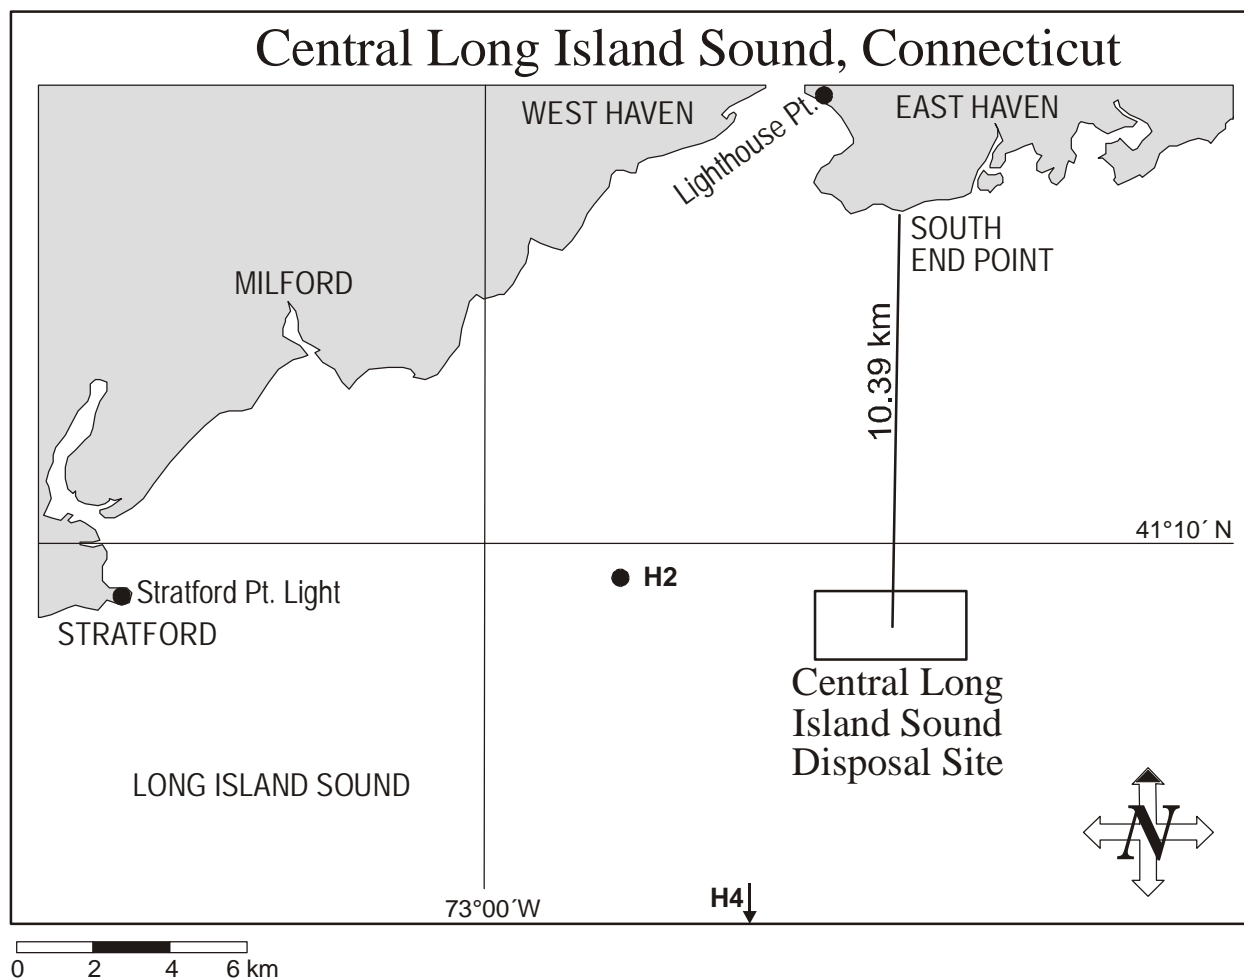 Central Long Island Sound, Connecticut
WEST HAVEN
Lighthouse Pt.
EAST HAVEN
SOUTH
END POINT
MILFORD
10.39 km
41°10´ N
H2
Stratford Pt. Light
STRATFORD
Central Long
Island Sound
Disposal Site
LONG ISLAND SOUND
N
H4
73°00´W
0 2 4 6 km